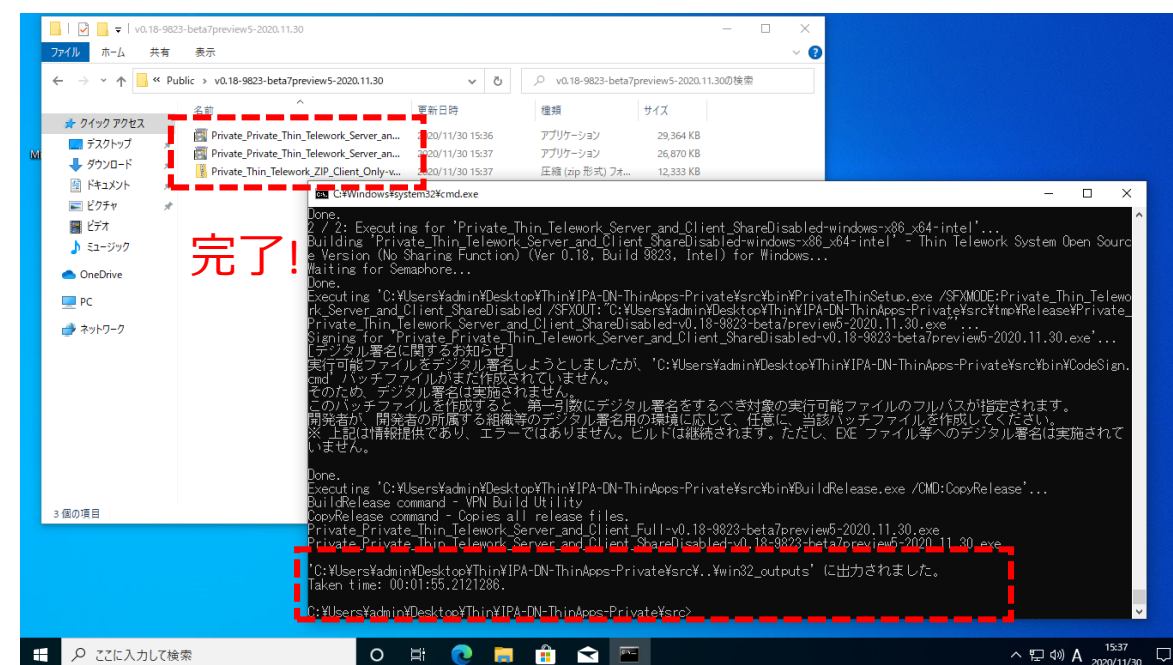 v0.18-9823-beta7preview5-2020.11.30
ファイル ホーム 共有 表示
« Public › v0.18-9823-beta7preview5-2020.11.30
v0.18-9823-beta7preview5-2020.11.30の検索
名前 更新日時 種類 サイズ
クイック アクセス
デスクトップ
ダウンロード
ドキュメント
ピクチャ
ビデオ
ミュージック
OneDrive
PC
ネットワーク
Private_Private_Thin_Telework_Server_an... 2020/11/30 15:36 アプリケーション 29,364 KB
Private_Private_Thin_Telework_Server_an... 2020/11/30 15:37 アプリケーション 26,870 KB
Private_Thin_Telework_ZIP_Client_Only-v... 2020/11/30 15:37 圧縮 (zip 形式) フォ... 12,333 KB
3 個の項目
完了!
C:¥Windows¥system32¥cmd.exe
Done.
2 / 2: Executing for 'Private_Thin_Telework_Server_and_Client_ShareDisabled-windows-x86_x64-intel'...
Building 'Private_Thin_Telework_Server_and_Client_ShareDisabled-windows-x86_x64-intel' - Thin Telework System Open Sourc
e Version (No Sharing Function) (Ver 0.18, Build 9823, Intel) for Windows...
Waiting for Semaphore...
Done.
Executing 'C:¥Users¥admin¥Desktop¥Thin¥IPA-DN-ThinApps-Private¥src¥bin¥PrivateThinSetup.exe /SFXMODE:Private_Thin_Telewo
rk_Server_and_Client_ShareDisabled /SFXOUT:"C:¥Users¥admin¥Desktop¥Thin¥IPA-DN-ThinApps-Private¥src¥tmp¥Release¥Private_
Private_Thin_Telework_Server_and_Client_ShareDisabled-v0.18-9823-beta7preview5-2020.11.30.exe"'...
Signing for 'Private_Private_Thin_Telework_Server_and_Client_ShareDisabled-v0.18-9823-beta7preview5-2020.11.30.exe'...
[デジタル署名に関するお知らせ]
実行可能ファイルをデジタル署名しようとしましたが、'C:¥Users¥admin¥Desktop¥Thin¥IPA-DN-ThinApps-Private¥src¥bin¥CodeSign.
cmd' バッチファイルがまだ作成されていません。
そのため、デジタル署名は実施されません。
このバッチファイルを作成すると、第一引数にデジタル署名をするべき対象の実行可能ファイルのフルパスが指定されます。
開発者が、開発者の所属する組織等のデジタル署名用の環境に応じて、任意に、当該バッチファイルを作成してください。
※ 上記は情報提供であり、エラーではありません。ビルドは継続されます。ただし、EXE ファイル等へのデジタル署名は実施されて
いません。
Done.
Executing 'C:¥Users¥admin¥Desktop¥Thin¥IPA-DN-ThinApps-Private¥src¥bin¥BuildRelease.exe /CMD:CopyRelease'...
BuildRelease command - VPN Build Utility
CopyRelease command - Copies all release files.
Private_Private_Thin_Telework_Server_and_Client_Full-v0.18-9823-beta7preview5-2020.11.30.exe
Private_Private_Thin_Telework_Server_and_Client_ShareDisabled-v0.18-9823-beta7preview5-2020.11.30.exe
'C:¥Users¥admin¥Desktop¥Thin¥IPA-DN-ThinApps-Private¥src¥..¥win32_outputs' に出力されました。
Taken time: 00:01:55.2121286.
C:¥Users¥admin¥Desktop¥Thin¥IPA-DN-ThinApps-Private¥src>
ここに入力して検索
A
15:37
2020/11/30